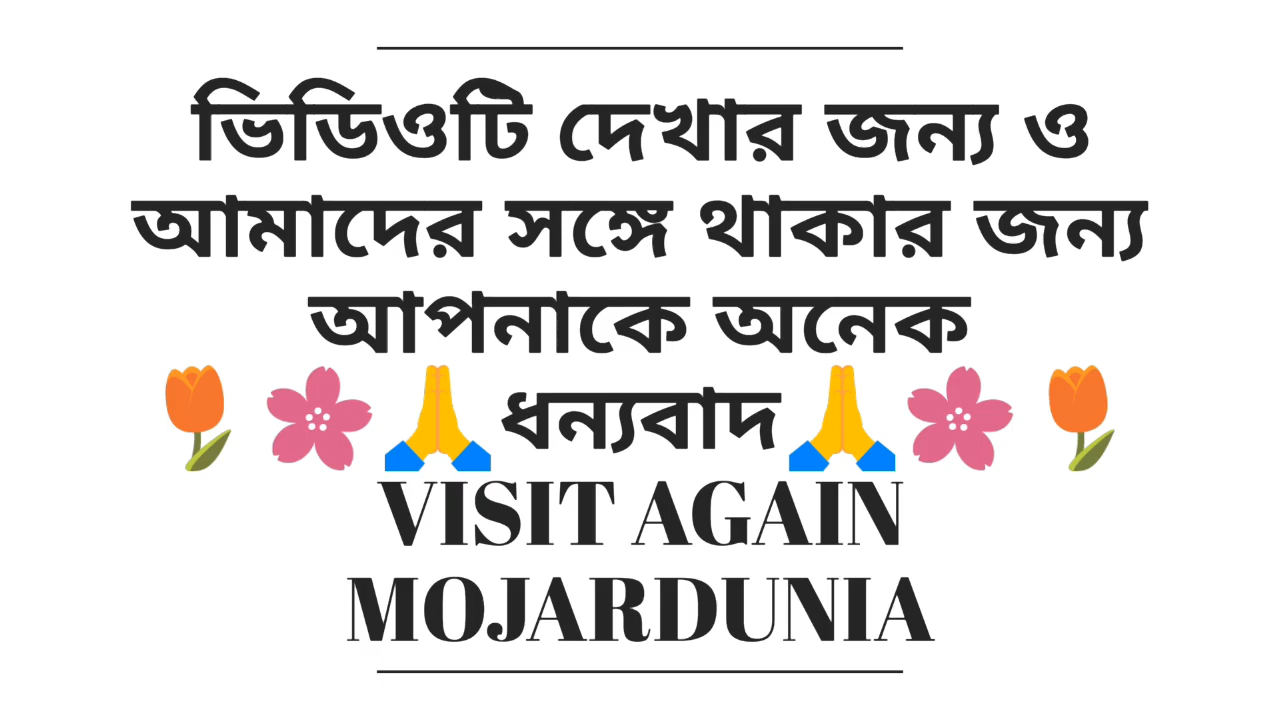 ভিডিওটি দেখার জন্য ও
আমাদের সঙ্গে থাকার জন্য
আপনাকে অনেক
🌷🌸🙏ধন্যবাদ🙏🌸🌷
VISIT AGAIN
MOJARDUNIA